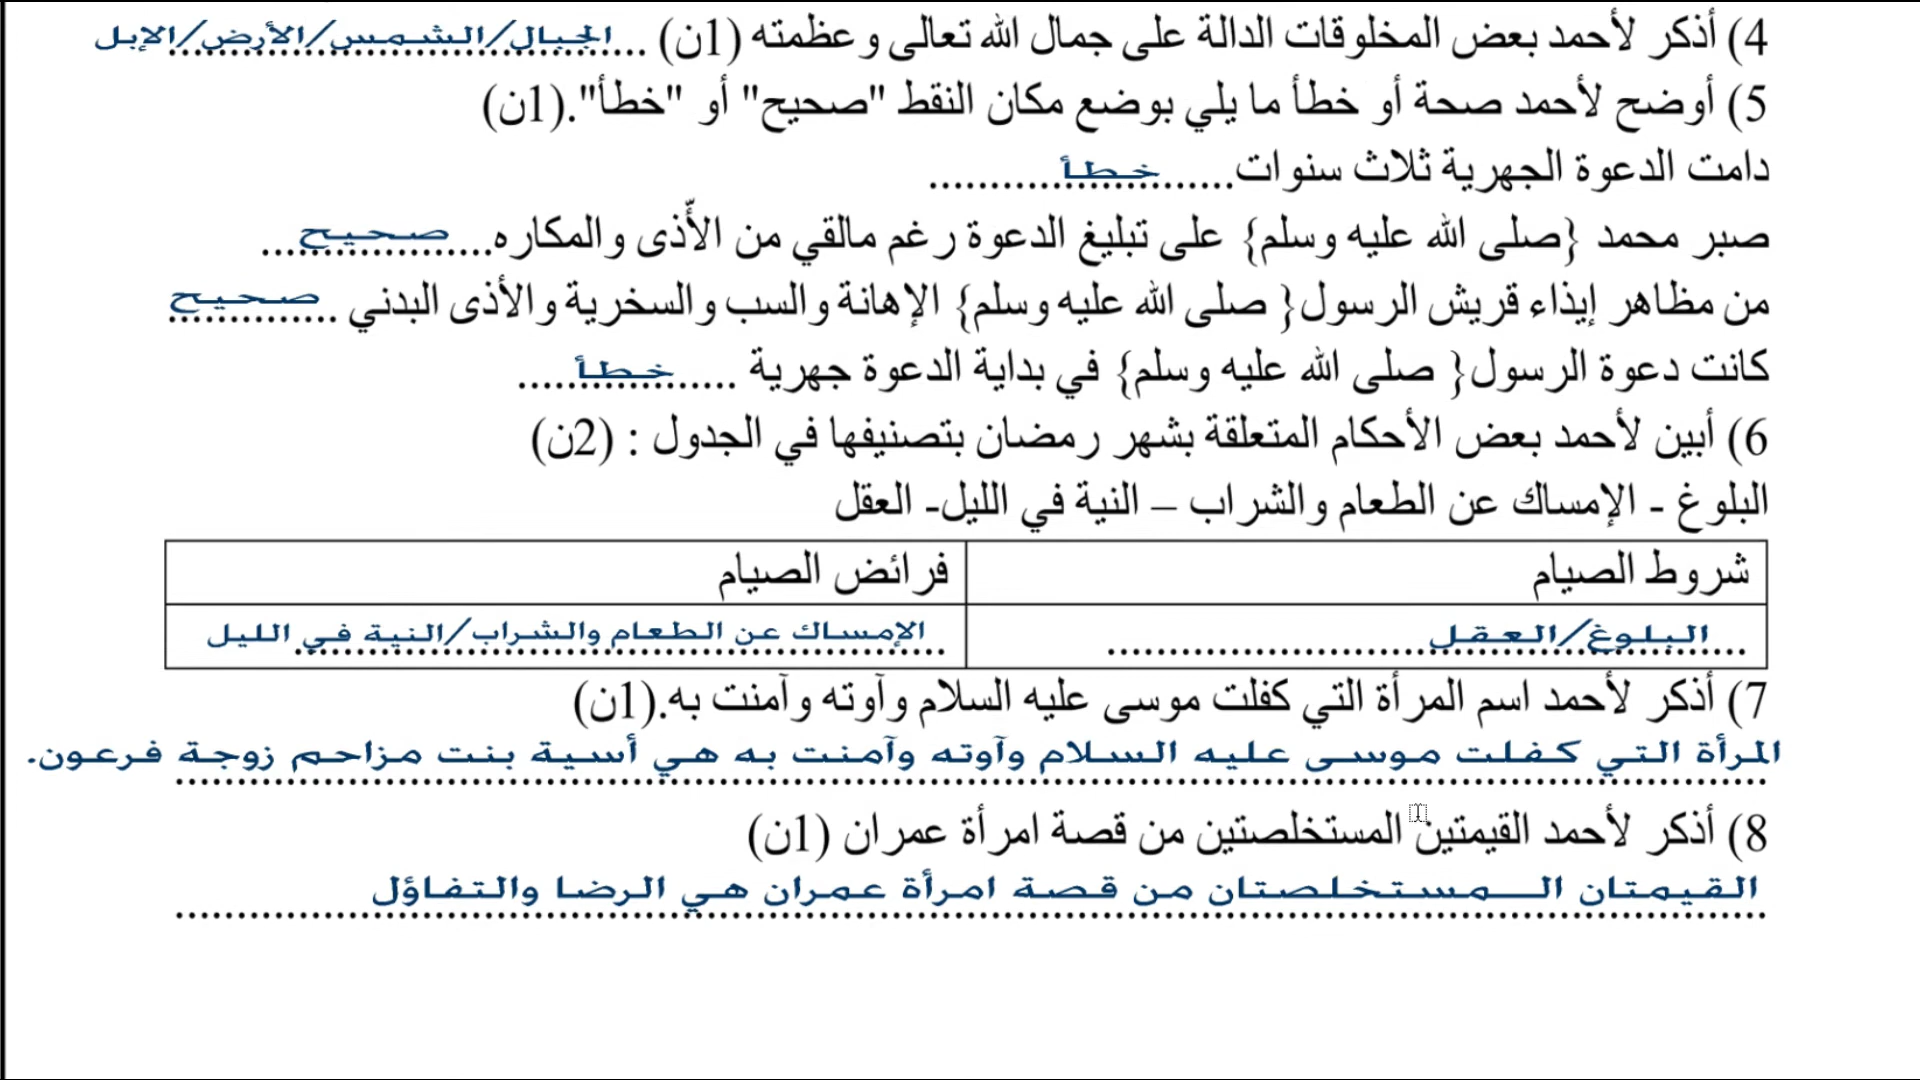 4) أذكر لأحمد بعض المخلوقات الدالة على جمال الله تعالى وعظمته (1ن) ......الجبال/الشمس/الأرض/الإبل
5) أوضح لأحمد صحة أو خطأ ما يلي بوضع مكان النقط "صحيح" أو "خطأ".(1ن)
دامت الدعوة الجهرية ثلاث سنوات......خطأ......
صبر محمد {صلى الله عليه وسلم} على تبليغ الدعوة رغم مالقي من الأذى والمكاره......صحيح......
من مظاهر إيذاء قريش الرسول{ صلى الله عليه وسلم} الإهانة والسب والسخرية والأذى البدني ......صحيح
كانت دعوة الرسول{ صلى الله عليه وسلم} في بداية الدعوة جهرية ......خطأ......
6) أبين لأحمد بعض الأحكام المتعلقة بشهر رمضان بتصنيفها في الجدول : (2ن)
البلوغ - الإمساك عن الطعام والشراب – النية في الليل- العقل
شروط الصيام فرائض الصيام
البلوغ/العقل الإمساك عن الطعام والشراب/النية في الليل
7) أذكر لأحمد اسم المرأة التي كفلت موسى عليه السلام وآوته وآمنت به.(1ن)
المرأة التي كفلت موسى عليه السلام وآوته وآمنت به هي أسية بنت مزاحم زوجة فرعون.
8) أذكر لأحمد القيمتين المستخلصتين من قصة امرأة عمران (1ن)
القيمتان الـمستخلصتان من قصة امرأة عمران هي الرضا والتفاؤل